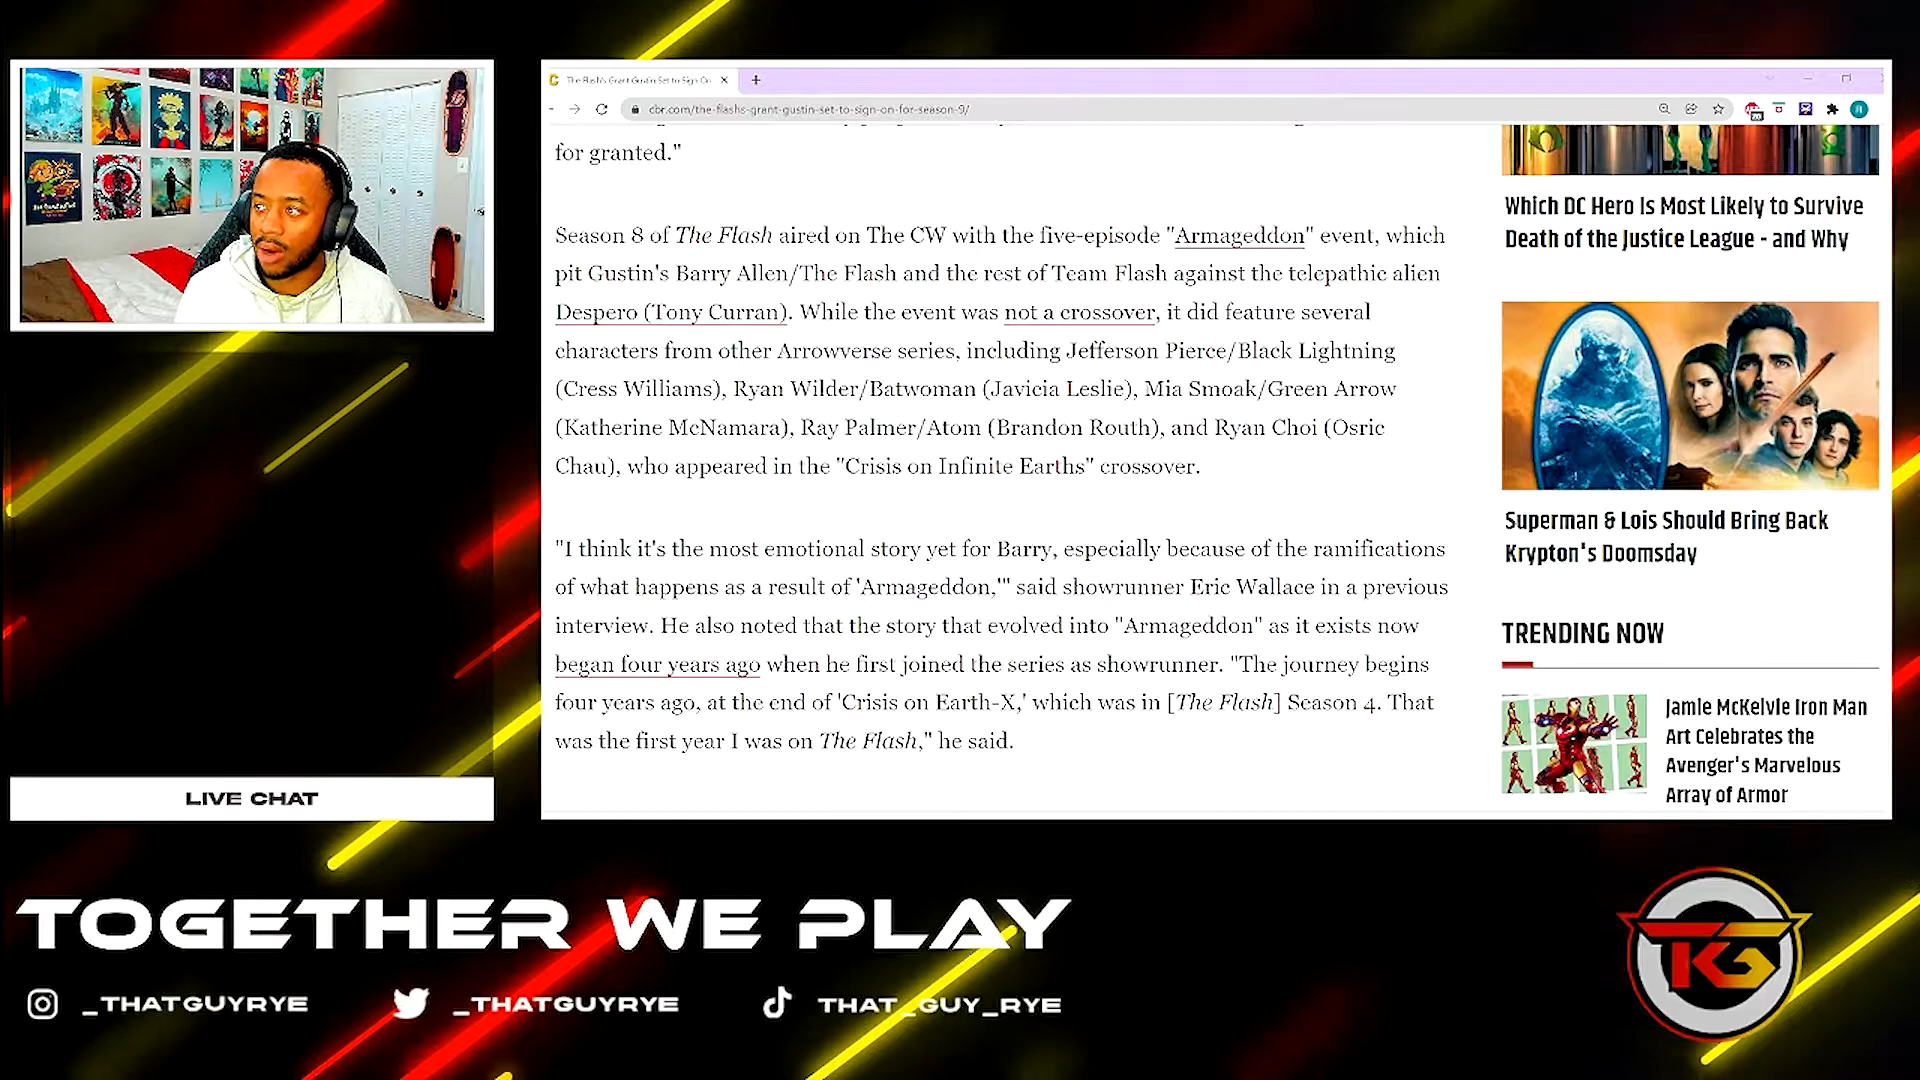 The Flash's Grant Gustin Set to Sign On
cbr.com/the-flashs-grant-gustin-set-to-sign-on-for-season-9/
for granted."
Season 8 of The Flash aired on The CW with the five-episode "Armageddon" event, which
pit Gustin's Barry Allen/The Flash and the rest of Team Flash against the telepathic alien
Despero (Tony Curran). While the event was not a crossover, it did feature several
characters from other Arrowverse series, including Jefferson Pierce/Black Lightning
(Cress Williams), Ryan Wilder/Batwoman (Javicia Leslie), Mia Smoak/Green Arrow
(Katherine McNamara), Ray Palmer/Atom (Brandon Routh), and Ryan Choi (Osric
Chau), who appeared in the "Crisis on Infinite Earths" crossover.
"I think it's the most emotional story yet for Barry, especially because of the ramifications
of what happens as a result of 'Armageddon,'" said showrunner Eric Wallace in a previous
interview. He also noted that the story that evolved into "Armageddon" as it exists now
began four years ago when he first joined the series as showrunner. "The journey begins
four years ago, at the end of 'Crisis on Earth-X,' which was in [The Flash] Season 4. That
was the first year I was on The Flash," he said.
Which DC Hero Is Most Likely to Survive
Death of the Justice League - and Why
Superman & Lois Should Bring Back
Krypton's Doomsday
TRENDING NOW
Jamie McKelvie Iron Man
Art Celebrates the
Avenger's Marvelous
Array of Armor
LIVE CHAT
TOGETHER WE PLAY
_THATGUYRYE
_THATGUYRYE
THAT_GUY_RYE
TKG